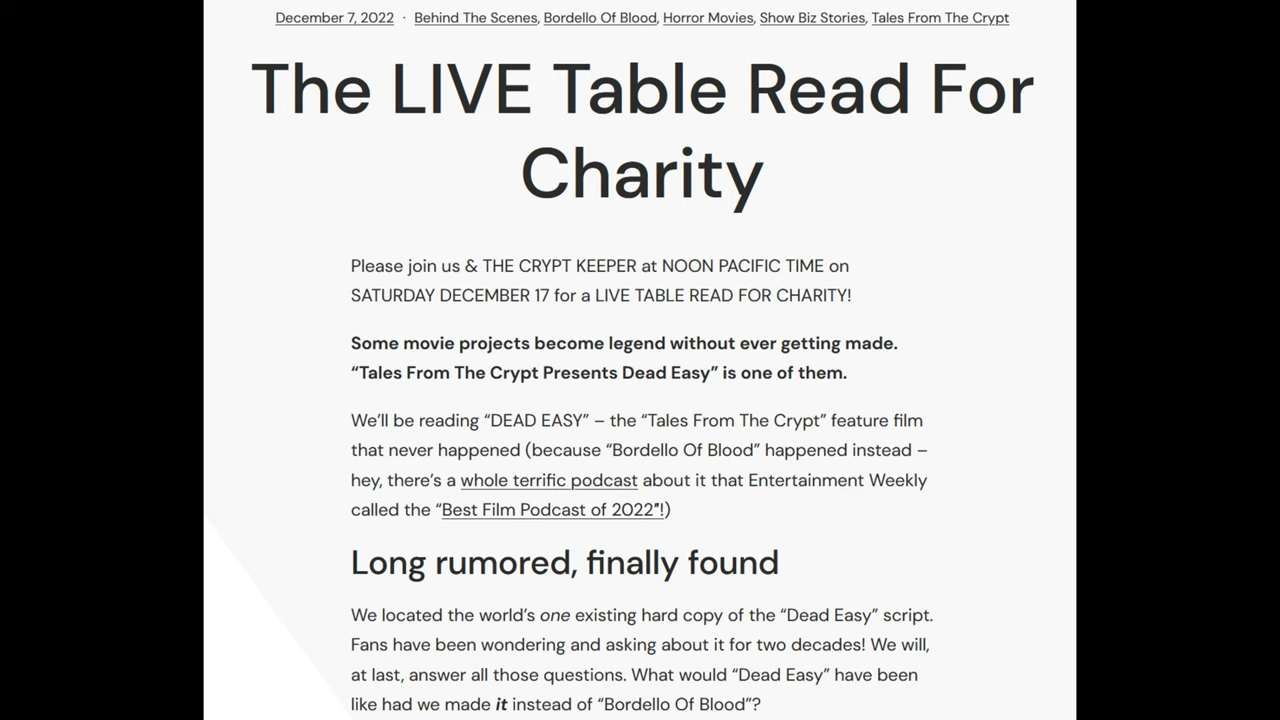 December 7, 2022 · Behind The Scenes, Bordello Of Blood, Horror Movies, Show Biz Stories, Tales From The Crypt
The LIVE Table Read For
Charity
Please join us & THE CRYPT KEEPER at NOON PACIFIC TIME on
SATURDAY DECEMBER 17 for a LIVE TABLE READ FOR CHARITY!
Some movie projects become legend without ever getting made.
“Tales From The Crypt Presents Dead Easy” is one of them.
We’ll be reading “DEAD EASY” – the “Tales From The Crypt” feature film
that never happened (because “Bordello Of Blood” happened instead –
hey, there’s a whole terrific podcast about it that Entertainment Weekly
called the “Best Film Podcast of 2022″!)
Long rumored, finally found
We located the world’s one existing hard copy of the “Dead Easy” script.
Fans have been wondering and asking about it for two decades! We will,
at last, answer all those questions. What would “Dead Easy” have been
like had we made it instead of “Bordello Of Blood”?